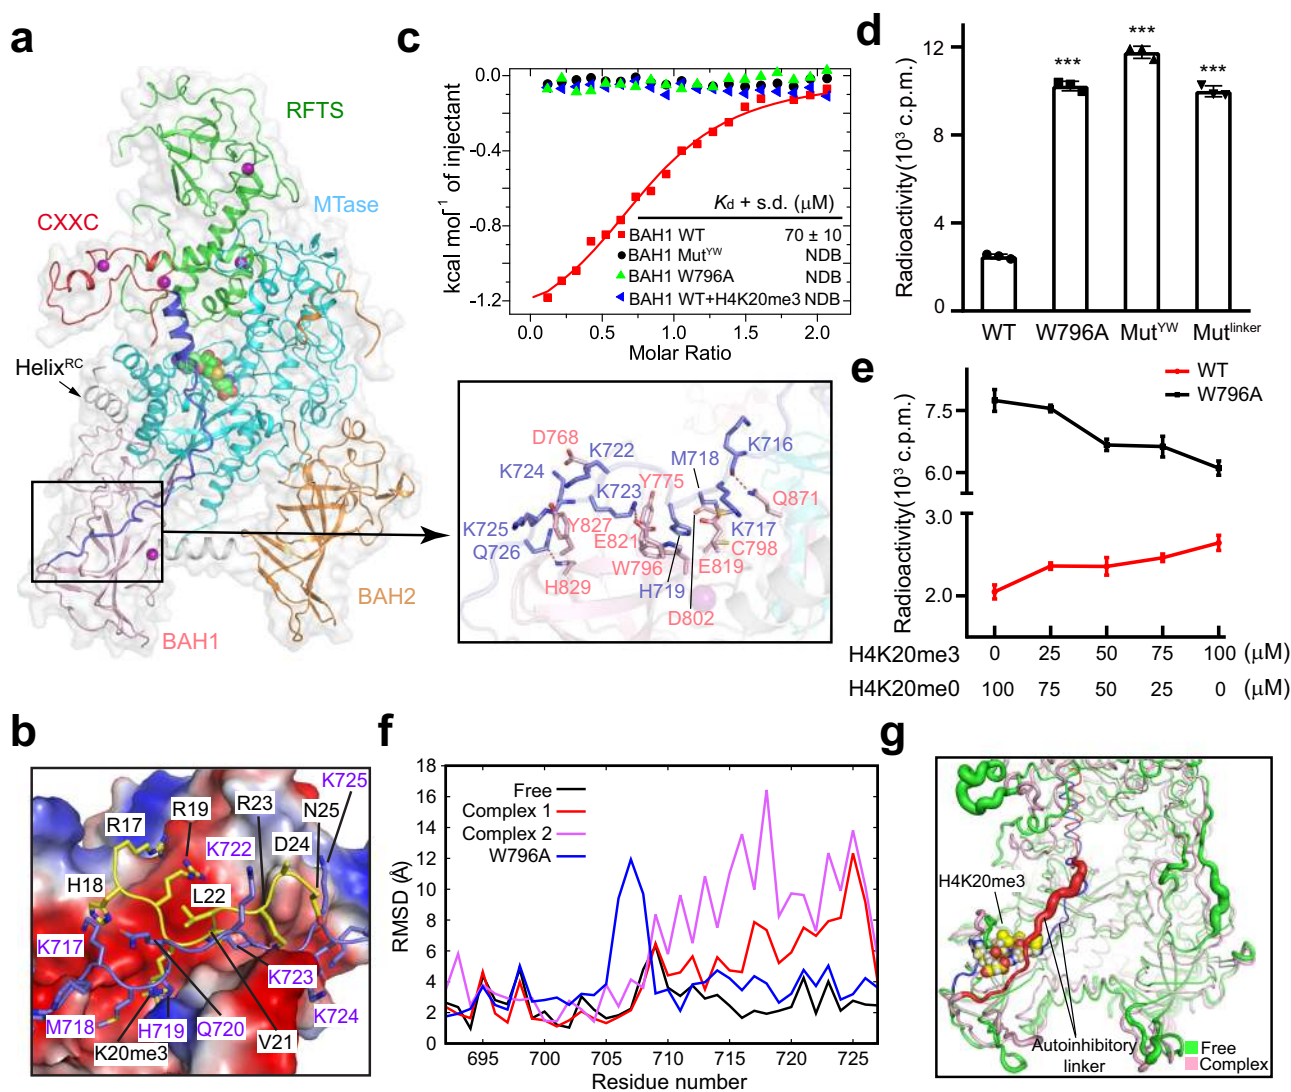 a
RFTS
MTase
CXXC
Helix^RC
BAH1
BAH2
c
kcal mol⁻¹ of injectant
0.0
-0.4
-0.8
-1.2
K_d + s.d. (μM)
BAH1 WT 70 ± 10
BAH1 Mut^YW NDB
BAH1 W796A NDB
BAH1 WT+H4K20me3 NDB
0.0 0.5 1.0 1.5 2.0
Molar Ratio
D768
K722
K716
K724
Y775
M718
K723
Q871
K725
Y827
K717
Q726
E821
C798
W796
E819
H829
H719
D802
d
Radioactivity (10³ c.p.m.)
12
8
4
0
***
***
***
WT W796A Mut^YW Mut^linker
e
WT
W796A
Radioactivity (10³ c.p.m.)
7.5
6.0
3.0
2.0
H4K20me3 0 25 50 75 100 (μM)
H4K20me0 100 75 50 25 0 (μM)
b
K725
R19
R23
N25
R17
K722
D24
H18
L22
K717
K723
K724
M718
H719
Q720
V21
K20me3
f
RMSD (Å)
18
16
14
12
10
8
6
4
2
0
Free
Complex 1
Complex 2
W796A
695 700 705 710 715 720 725
Residue number
g
H4K20me3
Autoinhibitory
linker
Free
Complex